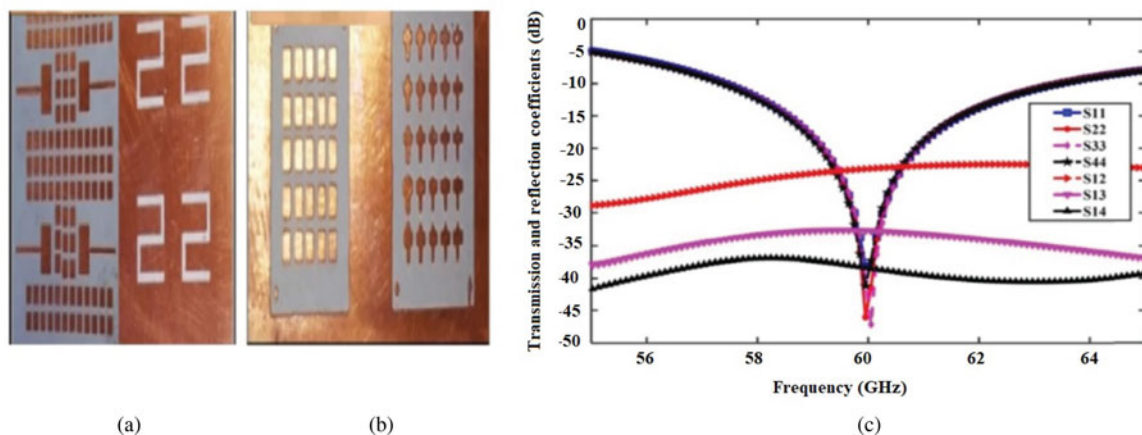 0
-5
-10
-15
-20
-25
-30
-35
-40
-45
-50
Transmission and reflection coefficients (dB)
S11
S22
S33
S44
S12
S13
S14
56
58
60
62
64
Frequency (GHz)
(a)
(b)
(c)